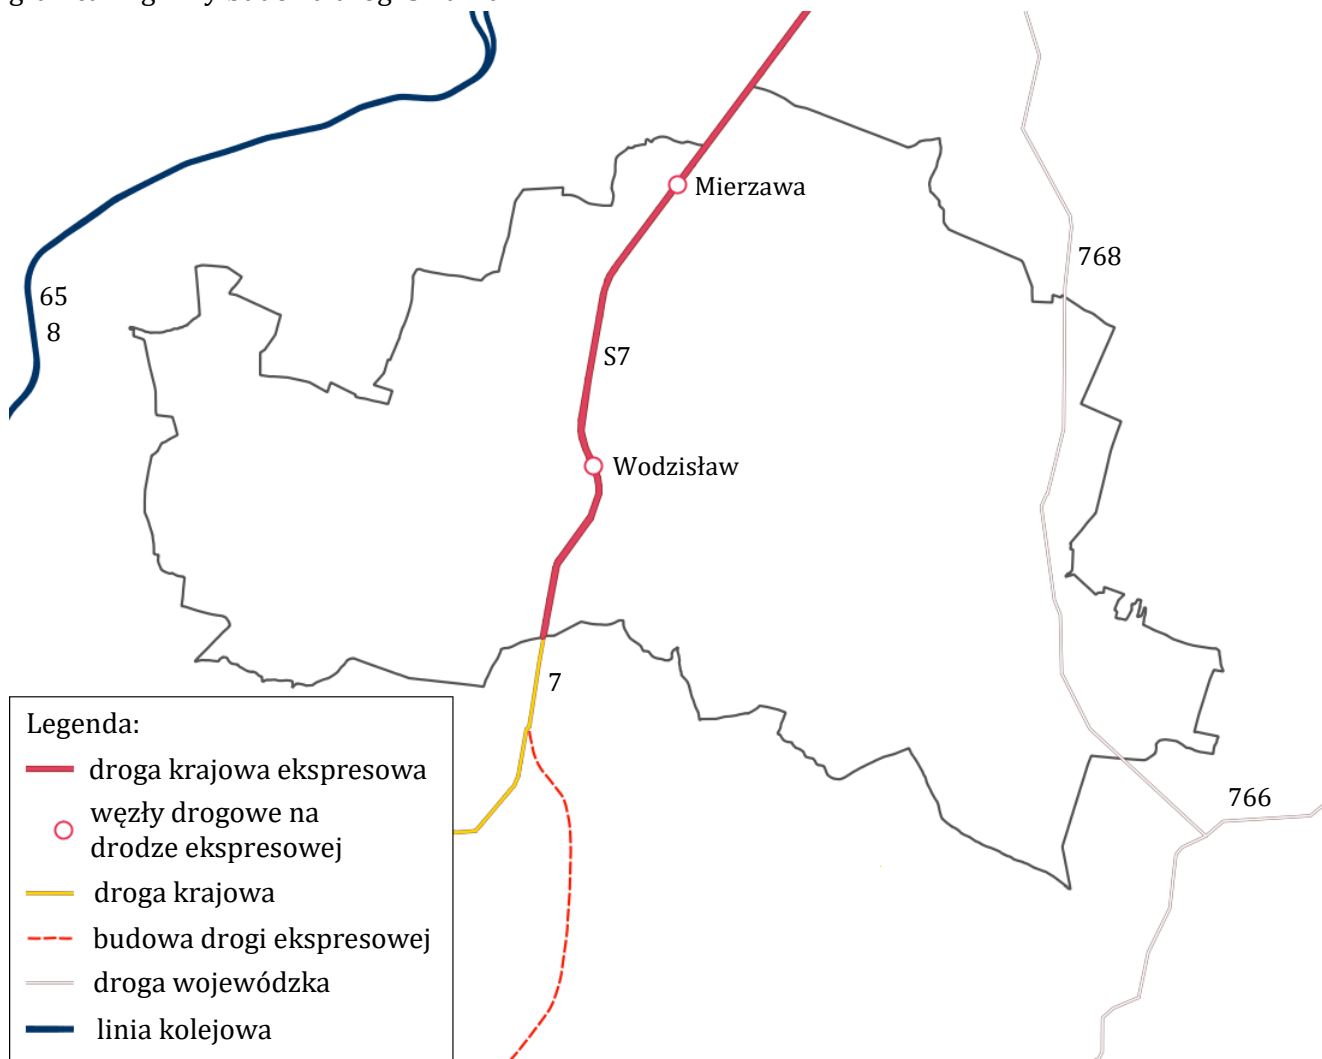 Mierzawa
768
65
8
S7
Wodzisław
7
766
Legenda:
droga krajowa ekspresowa
węzły drogowe na
drodze ekspresowej
droga krajowa
budowa drogi ekspresowej
droga wojewódzka
linia kolejowa